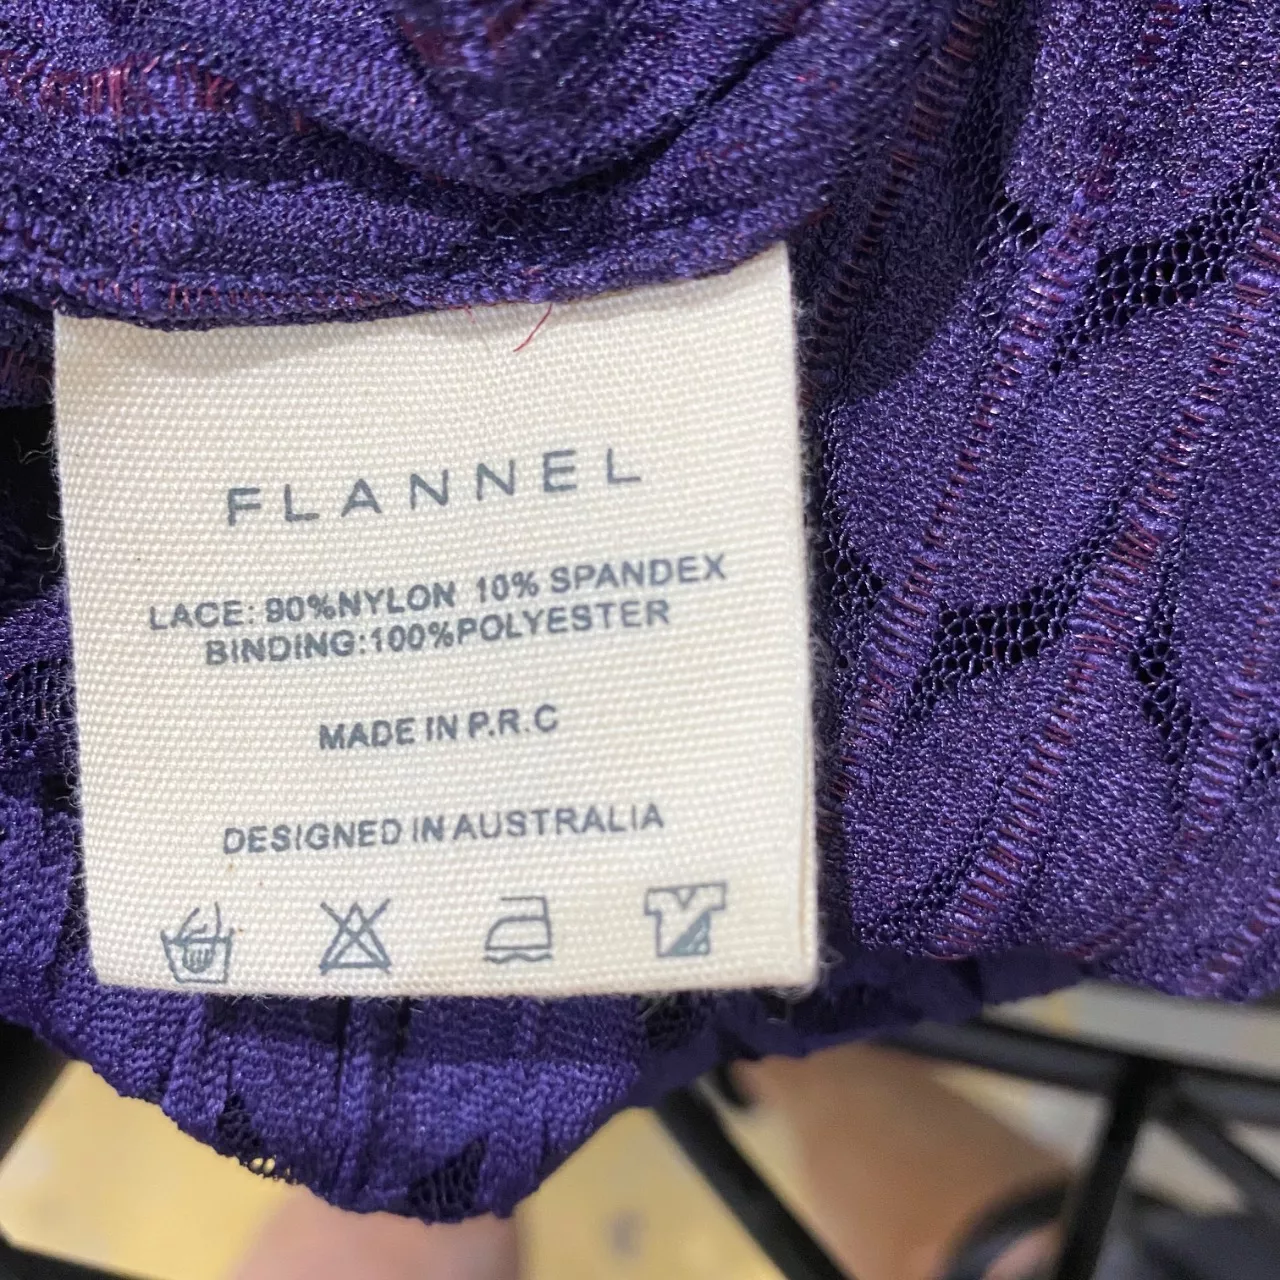 FLANNEL
LACE: 90%NYLON 10% SPANDEX
BINDING:100%POLYESTER
MADE IN P.R.C
DESIGNED IN AUSTRALIA